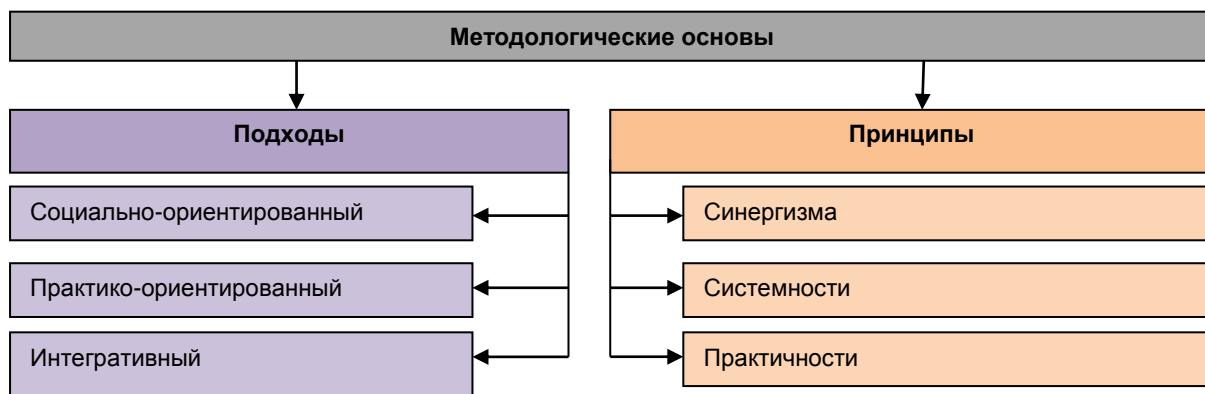 Методологические основы
Подходы
Принципы
Социально-ориентированный
Синергизма
Практико-ориентированный
Системности
Интегративный
Практичности